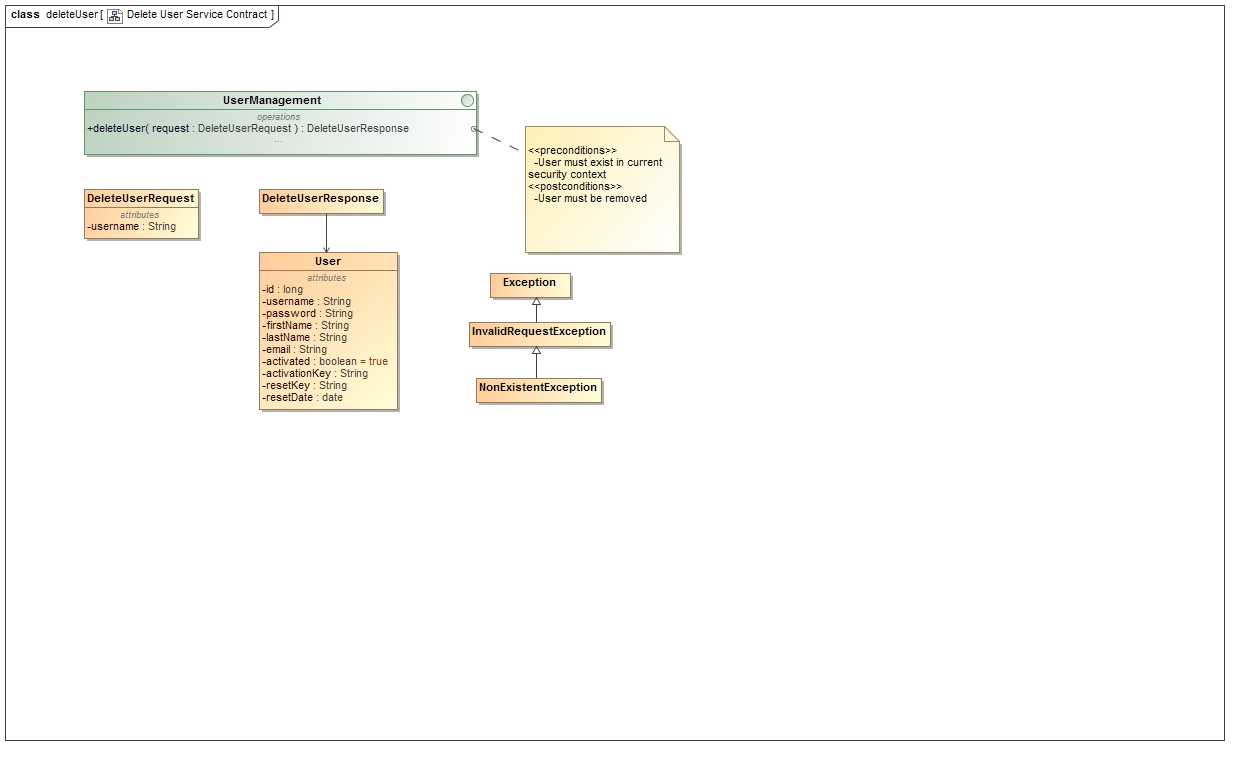 class deleteUser [ Delete User Service Contract ]
UserManagement
operations
+deleteUser( request : DeleteUserRequest ) : DeleteUserResponse
...
<<preconditions>>
-User must exist in current
security context
<<postconditions>>
-User must be removed
DeleteUserRequest
attributes
-username : String
DeleteUserResponse
User
attributes
-id : long
-username : String
-password : String
-firstName : String
-lastName : String
-email : String
-activated : boolean = true
-activationKey : String
-resetKey : String
-resetDate : date
Exception
InvalidRequestException
NonExistentException